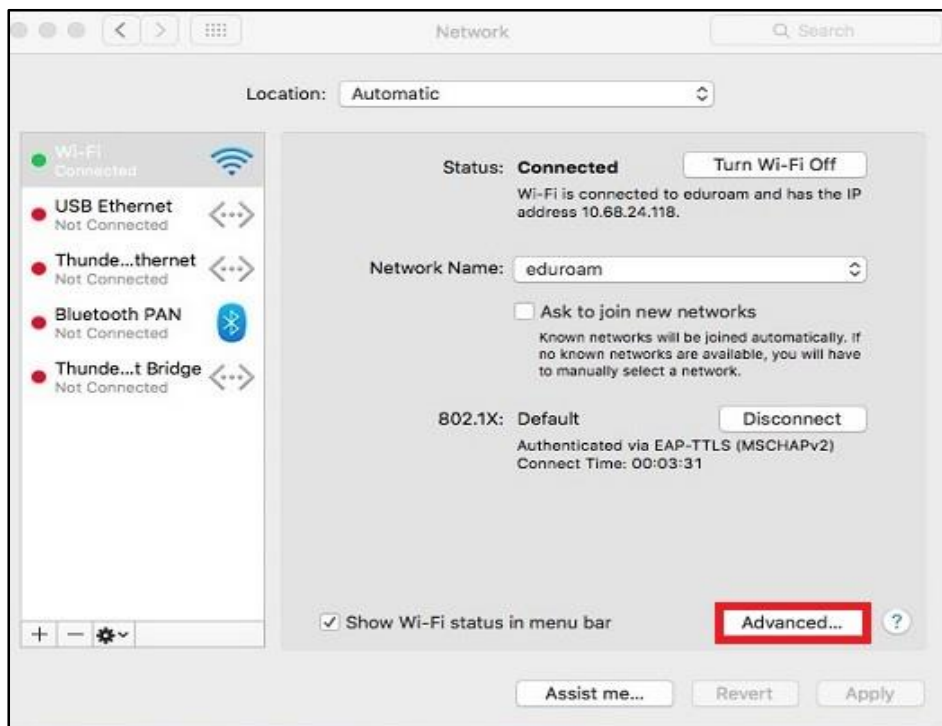 Network
Search
Location: Automatic
Wi-Fi
Connected
USB Ethernet
Not Connected
Thunde...thernet
Not Connected
Bluetooth PAN
Not Connected
Thunde...t Bridge
Not Connected
Status: Connected
Turn Wi-Fi Off
Wi-Fi is connected to eduroam and has the IP
address 10.68.24.118.
Network Name: eduroam
Ask to join new networks
Known networks will be joined automatically. If
no known networks are available, you will have
to manually select a network.
802.1X: Default
Disconnect
Authenticated via EAP-TTLS (MSCHAPv2)
Connect Time: 00:03:31
Show Wi-Fi status in menu bar
Advanced...
?
Assist me...
Revert
Apply